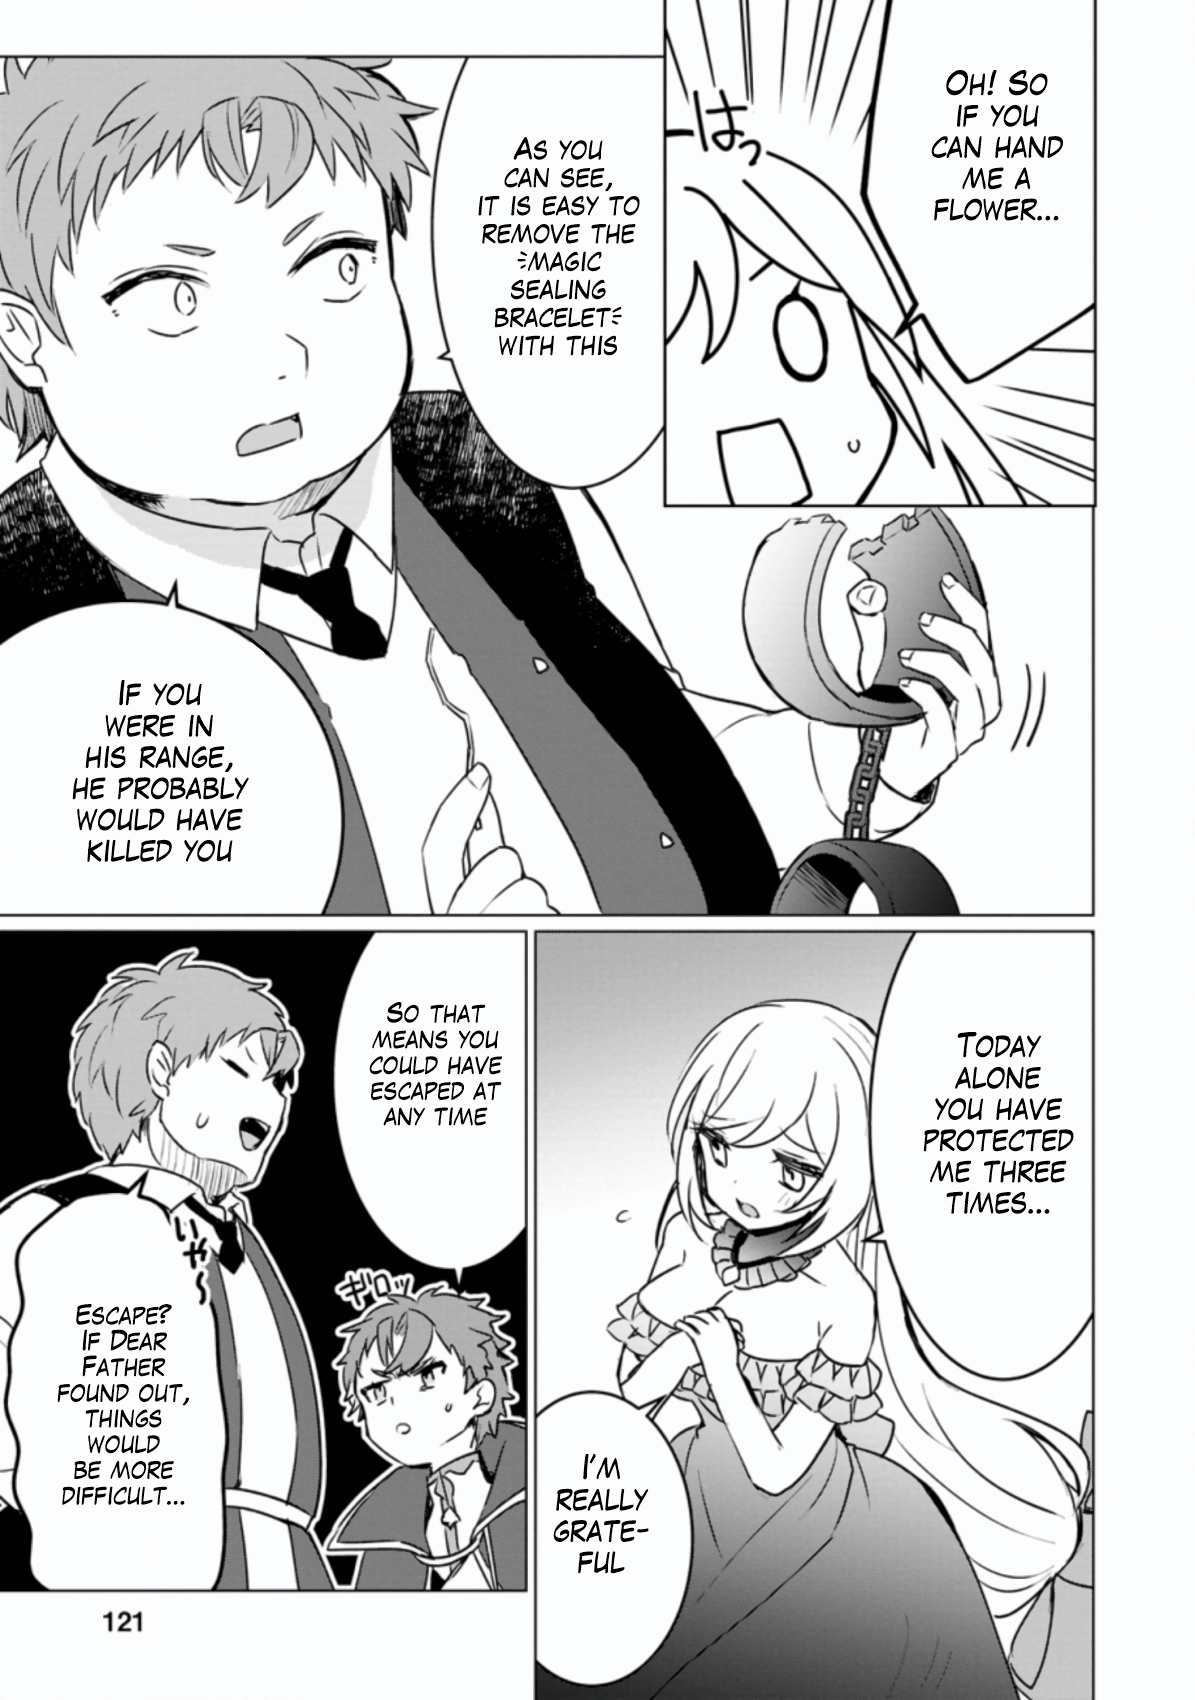 OH! SO
IF YOU
CAN HAND
ME A
FLOWER...
はっ
AS YOU
CAN SEE,
IT IS EASY TO
REMOVE THE
MAGIC
SEALING
BRACELET
WITH THIS
IF YOU
WERE IN
HIS RANGE,
HE PROBABLY
WOULD HAVE
KILLED YOU
TODAY
ALONE
YOU HAVE
PROTECTED
ME THREE
TIMES...
I'M
REALLY
GRATE-
FUL
SO THAT
MEANS YOU
COULD HAVE
ESCAPED AT
ANY TIME
ギロッ
いや～
ESCAPE?
IF DEAR
FATHER
FOUND OUT,
THINGS
WOULD
BE MORE
DIFFICULT...
121